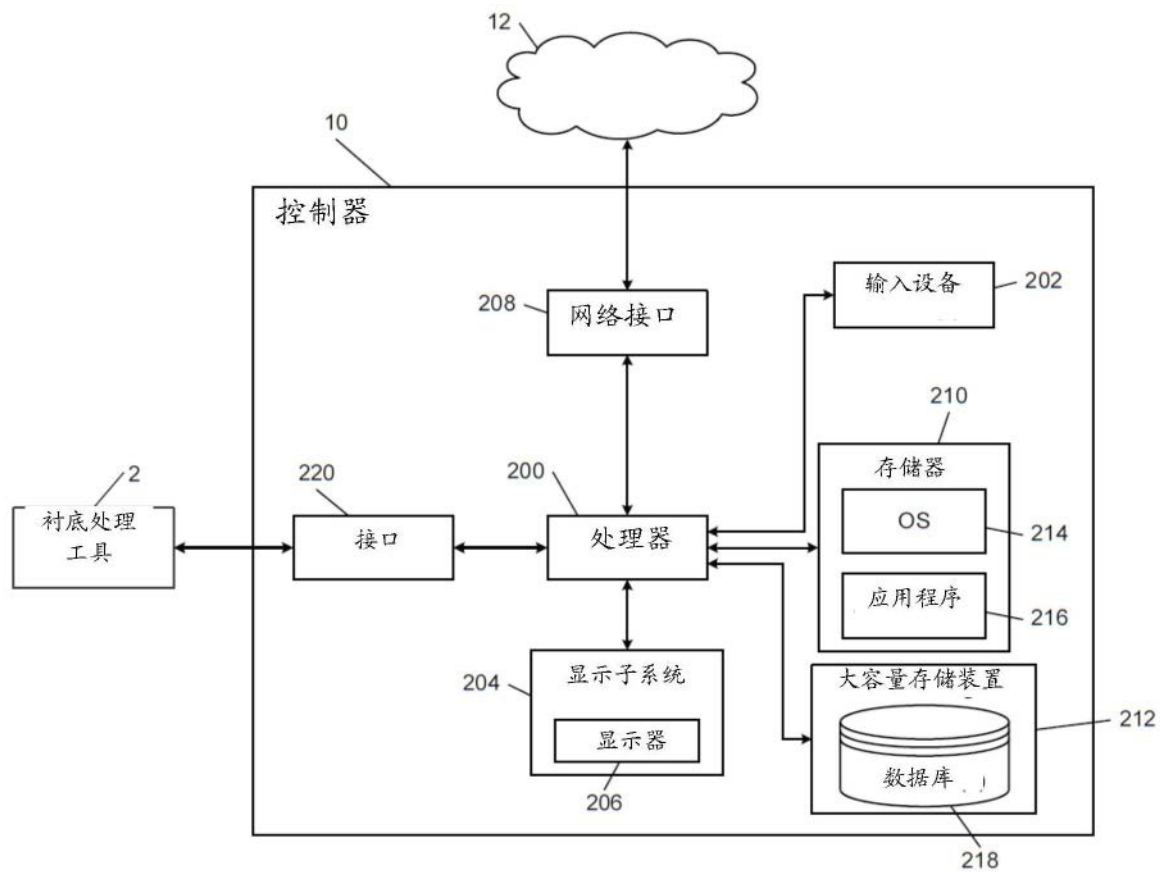 12
10
控制器
208
网络接口
输入设备
202
210
存储器
OS
214
应用程序
216
2
衬底处理
工具
220
接口
200
处理器
204
显示子系统
显示器
206
大容量存储装置
212
数据库
218